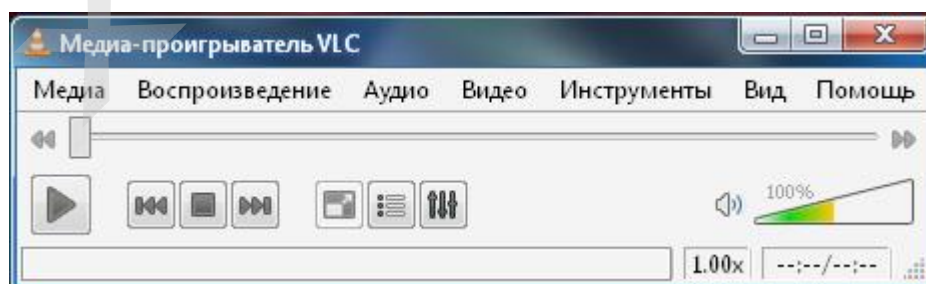 Медиа-проигрыватель VLC
Медиа Воспроизведение Аудио Видео Инструменты Вид Помощь
100%
1.00x --:--/--:--